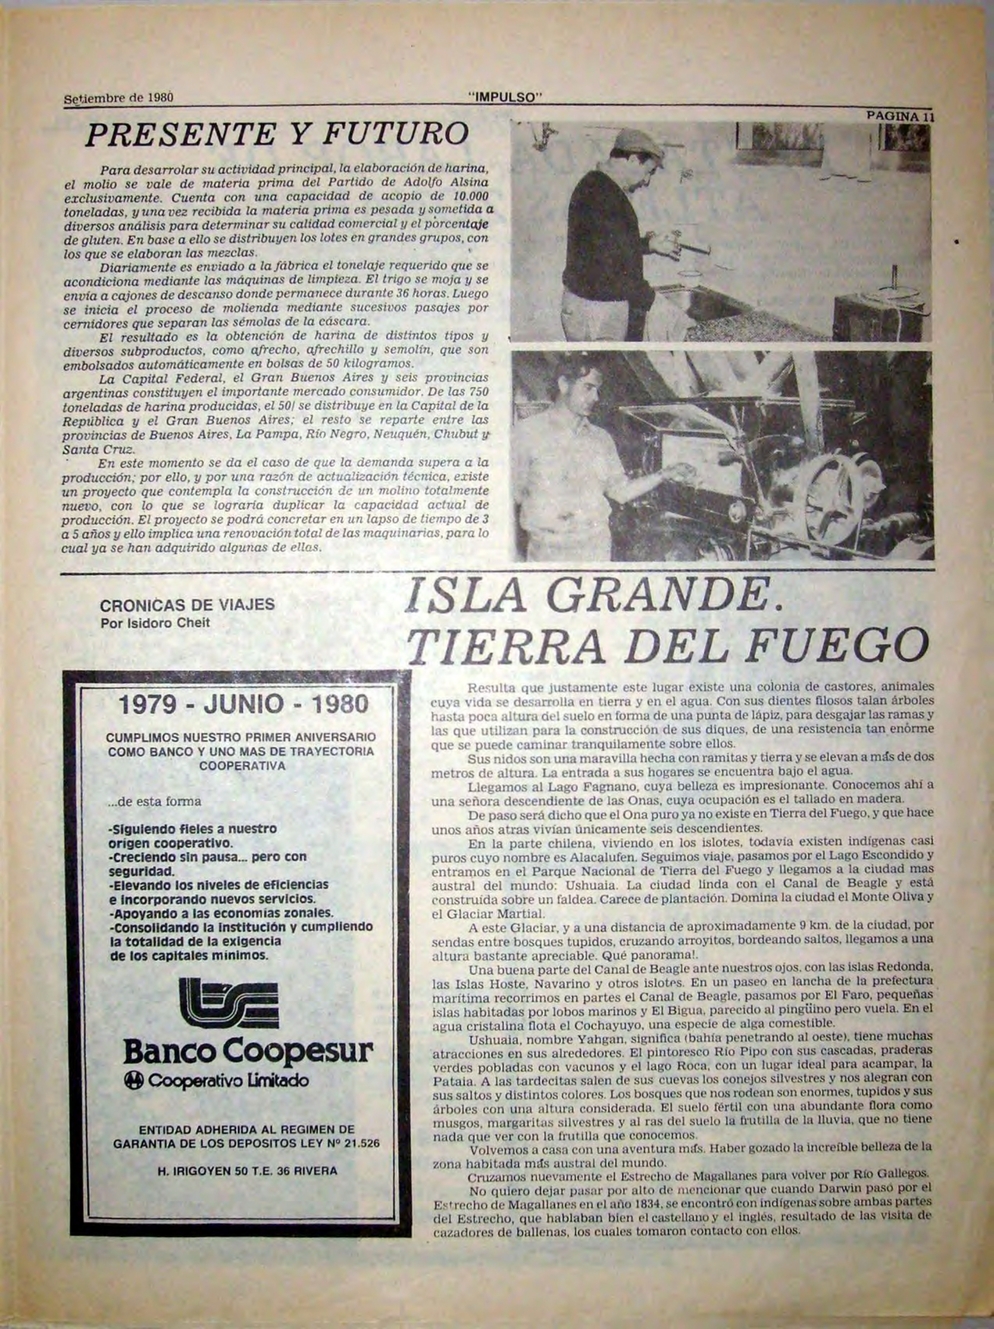 Setiembre de 1980
"IMPULSO"
PAGINA 11
PRESENTE Y FUTURO
Para desarrolar su actividad principal, la elaboración de harina,
el molio se vale de materia prima del Partido de Adolfo Alsina
exclusivamente. Cuenta con una capacidad de acopio de 10.000
toneladas, y una vez recibida la materia prima es pesada y sometida a
diversos análisis para determinar su calidad comercial y el porcentaje
de gluten. En base a ello se distribuyen los lotes en grandes grupos, con
los que se elaboran las mezclas.
Diariamente es enviado a la fábrica el tonelaje requerido que se
acondiciona mediante las máquinas de limpieza. El trigo se moja y se
envía a cajones de descanso donde permanece durante 36 horas. Luego
se inicia el proceso de molienda mediante sucesivos pasajes por
cernidores que separan las sémolas de la cáscara.
El resultado es la obtención de harina de distintos tipos y
diversos subproductos, como afrecho, afrechillo y semolín, que son
embolsados automáticamente en bolsas de 50 kilogramos.
La Capital Federal, el Gran Buenos Aires y seis provincias
argentinas constituyen el importante mercado consumidor. De las 750
toneladas de harina producidas, el 50/ se distribuye en la Capital de la
República y el Gran Buenos Aires; el resto se reparte entre las
provincias de Buenos Aires, La Pampa, Río Negro, Neuquén, Chubut y
Santa Cruz.
En este momento se da el caso de que la demanda supera a la
producción; por ello, y por una razón de actualización técnica, existe
un proyecto que contempla la construcción de un molino totalmente
nuevo, con lo que se lograría duplicar la capacidad actual de
producción. El proyecto se podrá concretar en un lapso de tiempo de 3
a 5 años y ello implica una renovación total de las maquinarias, para lo
cual ya se han adquirido algunas de ellas.
CRONICAS DE VIAJES
Por Isidoro Cheit
ISLA GRANDE.
TIERRA DEL FUEGO
1979 - JUNIO - 1980
CUMPLIMOS NUESTRO PRIMER ANIVERSARIO
COMO BANCO Y UNO MAS DE TRAYECTORIA
COOPERATIVA
...de esta forma
-Siguiendo fieles a nuestro
origen cooperativo.
-Creciendo sin pausa... pero con
seguridad.
-Elevando los niveles de eficiencias
e incorporando nuevos servicios.
-Apoyando a las economías zonales.
-Consolidando la institución y cumpliendo
la totalidad de la exigencia
de los capitales mínimos.
Banco Coopesur
Cooperativo Limitado
ENTIDAD ADHERIDA AL REGIMEN DE
GARANTIA DE LOS DEPOSITOS LEY Nº 21.526
H. IRIGOYEN 50 T.E. 36 RIVERA
Resulta que justamente este lugar existe una colonia de castores, animales
cuya vida se desarrolla en tierra y en el agua. Con sus dientes filosos talan árboles
hasta poca altura del suelo en forma de una punta de lápiz, para desgajar las ramas y
las que utilizan para la construcción de sus diques, de una resistencia tan enórme
que se puede caminar tranquilamente sobre ellos.
Sus nidos son una maravilla hecha con ramitas y tierra y se elevan a más de dos
metros de altura. La entrada a sus hogares se encuentra bajo el agua.
Llegamos al Lago Fagnano, cuya belleza es impresionante. Conocemos ahí a
una señora descendiente de las Onas, cuya ocupación es el tallado en madera.
De paso será dicho que el Ona puro ya no existe en Tierra del Fuego, y que hace
unos años atras vivían únicamente seis descendientes.
En la parte chilena, viviendo en los islotes, todavía existen indígenas casi
puros cuyo nombre es Alacalufen. Seguimos viaje, pasamos por el Lago Escondido y
entramos en el Parque Nacional de Tierra del Fuego y llegamos a la ciudad mas
austral del mundo: Ushuaia. La ciudad linda con el Canal de Beagle y está
construída sobre un faldea. Carece de plantación. Domina la ciudad el Monte Oliva y
el Glaciar Martial.
A este Glaciar, y a una distancia de aproximadamente 9 km. de la ciudad, por
sendas entre bosques tupidos, cruzando arroyitos, bordeando saltos, llegamos a una
altura bastante apreciable. Qué panorama!.
Una buena parte del Canal de Beagle ante nuestros ojos, con las islas Redonda,
las Islas Hoste, Navarino y otros islotes. En un paseo en lancha de la prefectura
marítima recorrimos en partes el Canal de Beagle, pasamos por El Faro, pequeñas
islas habitadas por lobos marinos y El Bigua, parecido al pingüino pero vuela. En el
agua cristalina flota el Cochayuyo, una especie de alga comestible.
Ushuaia, nombre Yahgan, significa (bahía penetrando al oeste), tiene muchas
atracciones en sus alrededores. El pintoresco Río Pipo con sus cascadas, praderas
verdes pobladas con vacunos y el lago Roca, con un lugar ideal para acampar, la
Pataia. A las tardecitas salen de sus cuevas los conejos silvestres y nos alegran con
sus saltos y distintos colores. Los bosques que nos rodean son enormes, tupidos y sus
árboles con una altura considerada. El suelo fértil con una abundante flora como
musgos, margaritas silvestres y al ras del suelo la frutilla de la lluvia, que no tiene
nada que ver con la frutilla que conocemos.
Volvemos a casa con una aventura más. Haber gozado la increíble belleza de la
zona habitada más austral del mundo.
Cruzamos nuevamente el Estrecho de Magallanes para volver por Río Gallegos.
No quiero dejar pasar por alto de mencionar que cuando Darwin pasó por el
Estrecho de Magallanes en el año 1834, se encontró con indígenas sobre ambas partes
del Estrecho, que hablaban bien el castellano y el inglés, resultado de las visita de
cazadores de ballenas, los cuales tomaron contacto con ellos.